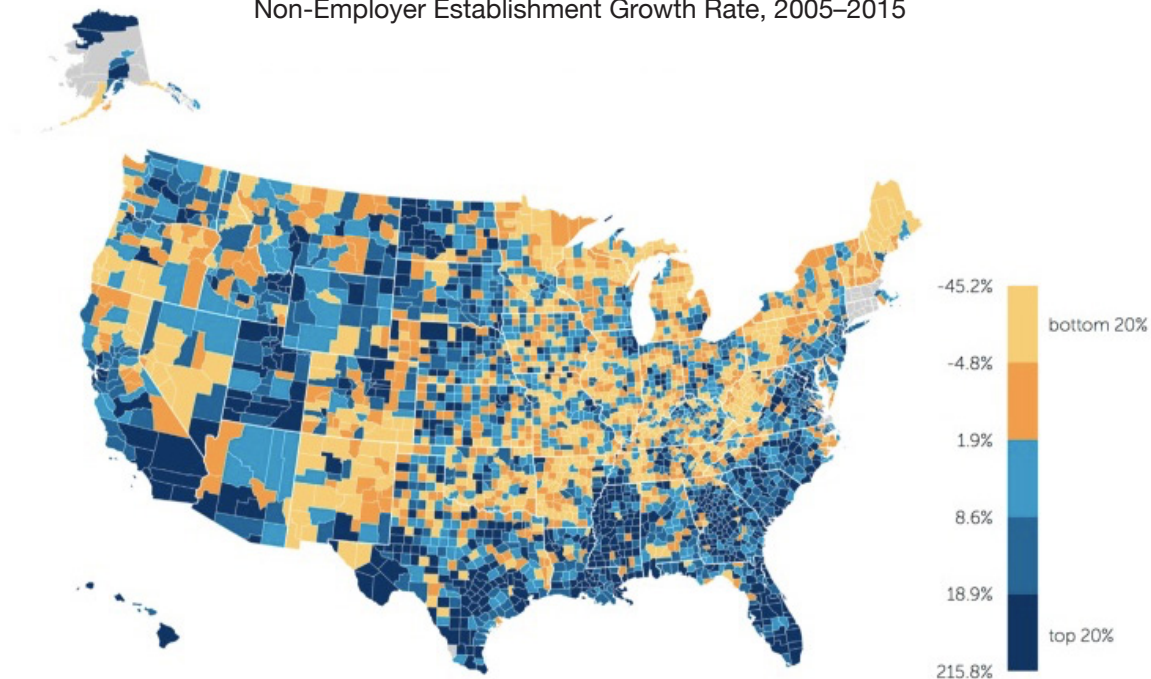 Non-Employer Establishment Growth Rate, 2005–2015
-45.2%
bottom 20%
-4.8%
1.9%
8.6%
18.9%
top 20%
215.8%